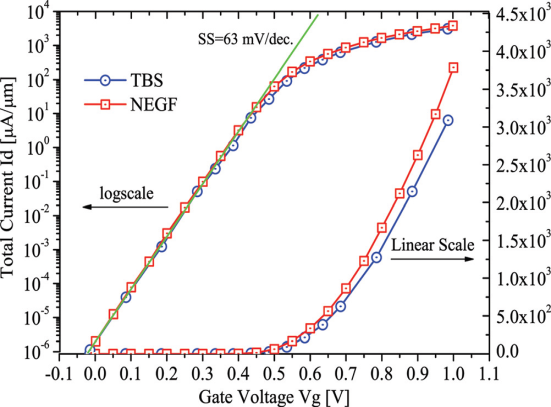 SS=63 mV/dec.
TBS
NEGF
logscale
Linear Scale
Total Current Id [μA/μm]
10⁴
10³
10²
10¹
10⁰
10⁻¹
10⁻²
10⁻³
10⁻⁴
10⁻⁵
10⁻⁶
4.5x10³
4.0x10³
3.5x10³
3.0x10³
2.5x10³
2.0x10³
1.5x10³
1.0x10³
5.0x10²
0.0
-0.1 0.0 0.1 0.2 0.3 0.4 0.5 0.6 0.7 0.8 0.9 1.0 1.1
Gate Voltage Vg [V]